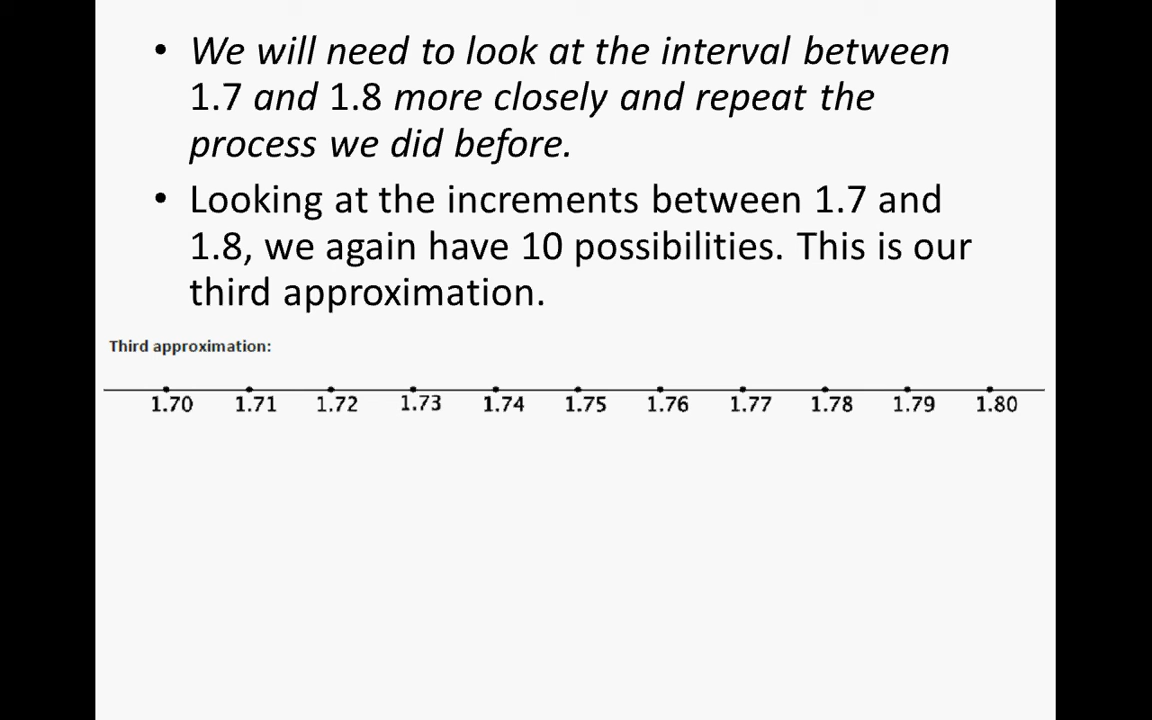 • We will need to look at the interval between
1.7 and 1.8 more closely and repeat the
process we did before.
• Looking at the increments between 1.7 and
1.8, we again have 10 possibilities. This is our
third approximation.
Third approximation:
1.70 1.71 1.72 1.73 1.74 1.75 1.76 1.77 1.78 1.79 1.80